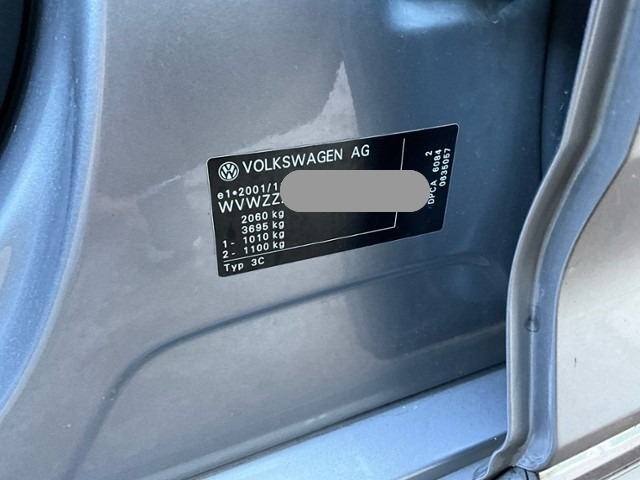 VOLKSWAGEN AG
e1*2001/1
WVWZZ
2060 kg
3695 kg
1- 1010 kg
2- 1100 kg
Typ 3C
DPCA 6084 2
0635057